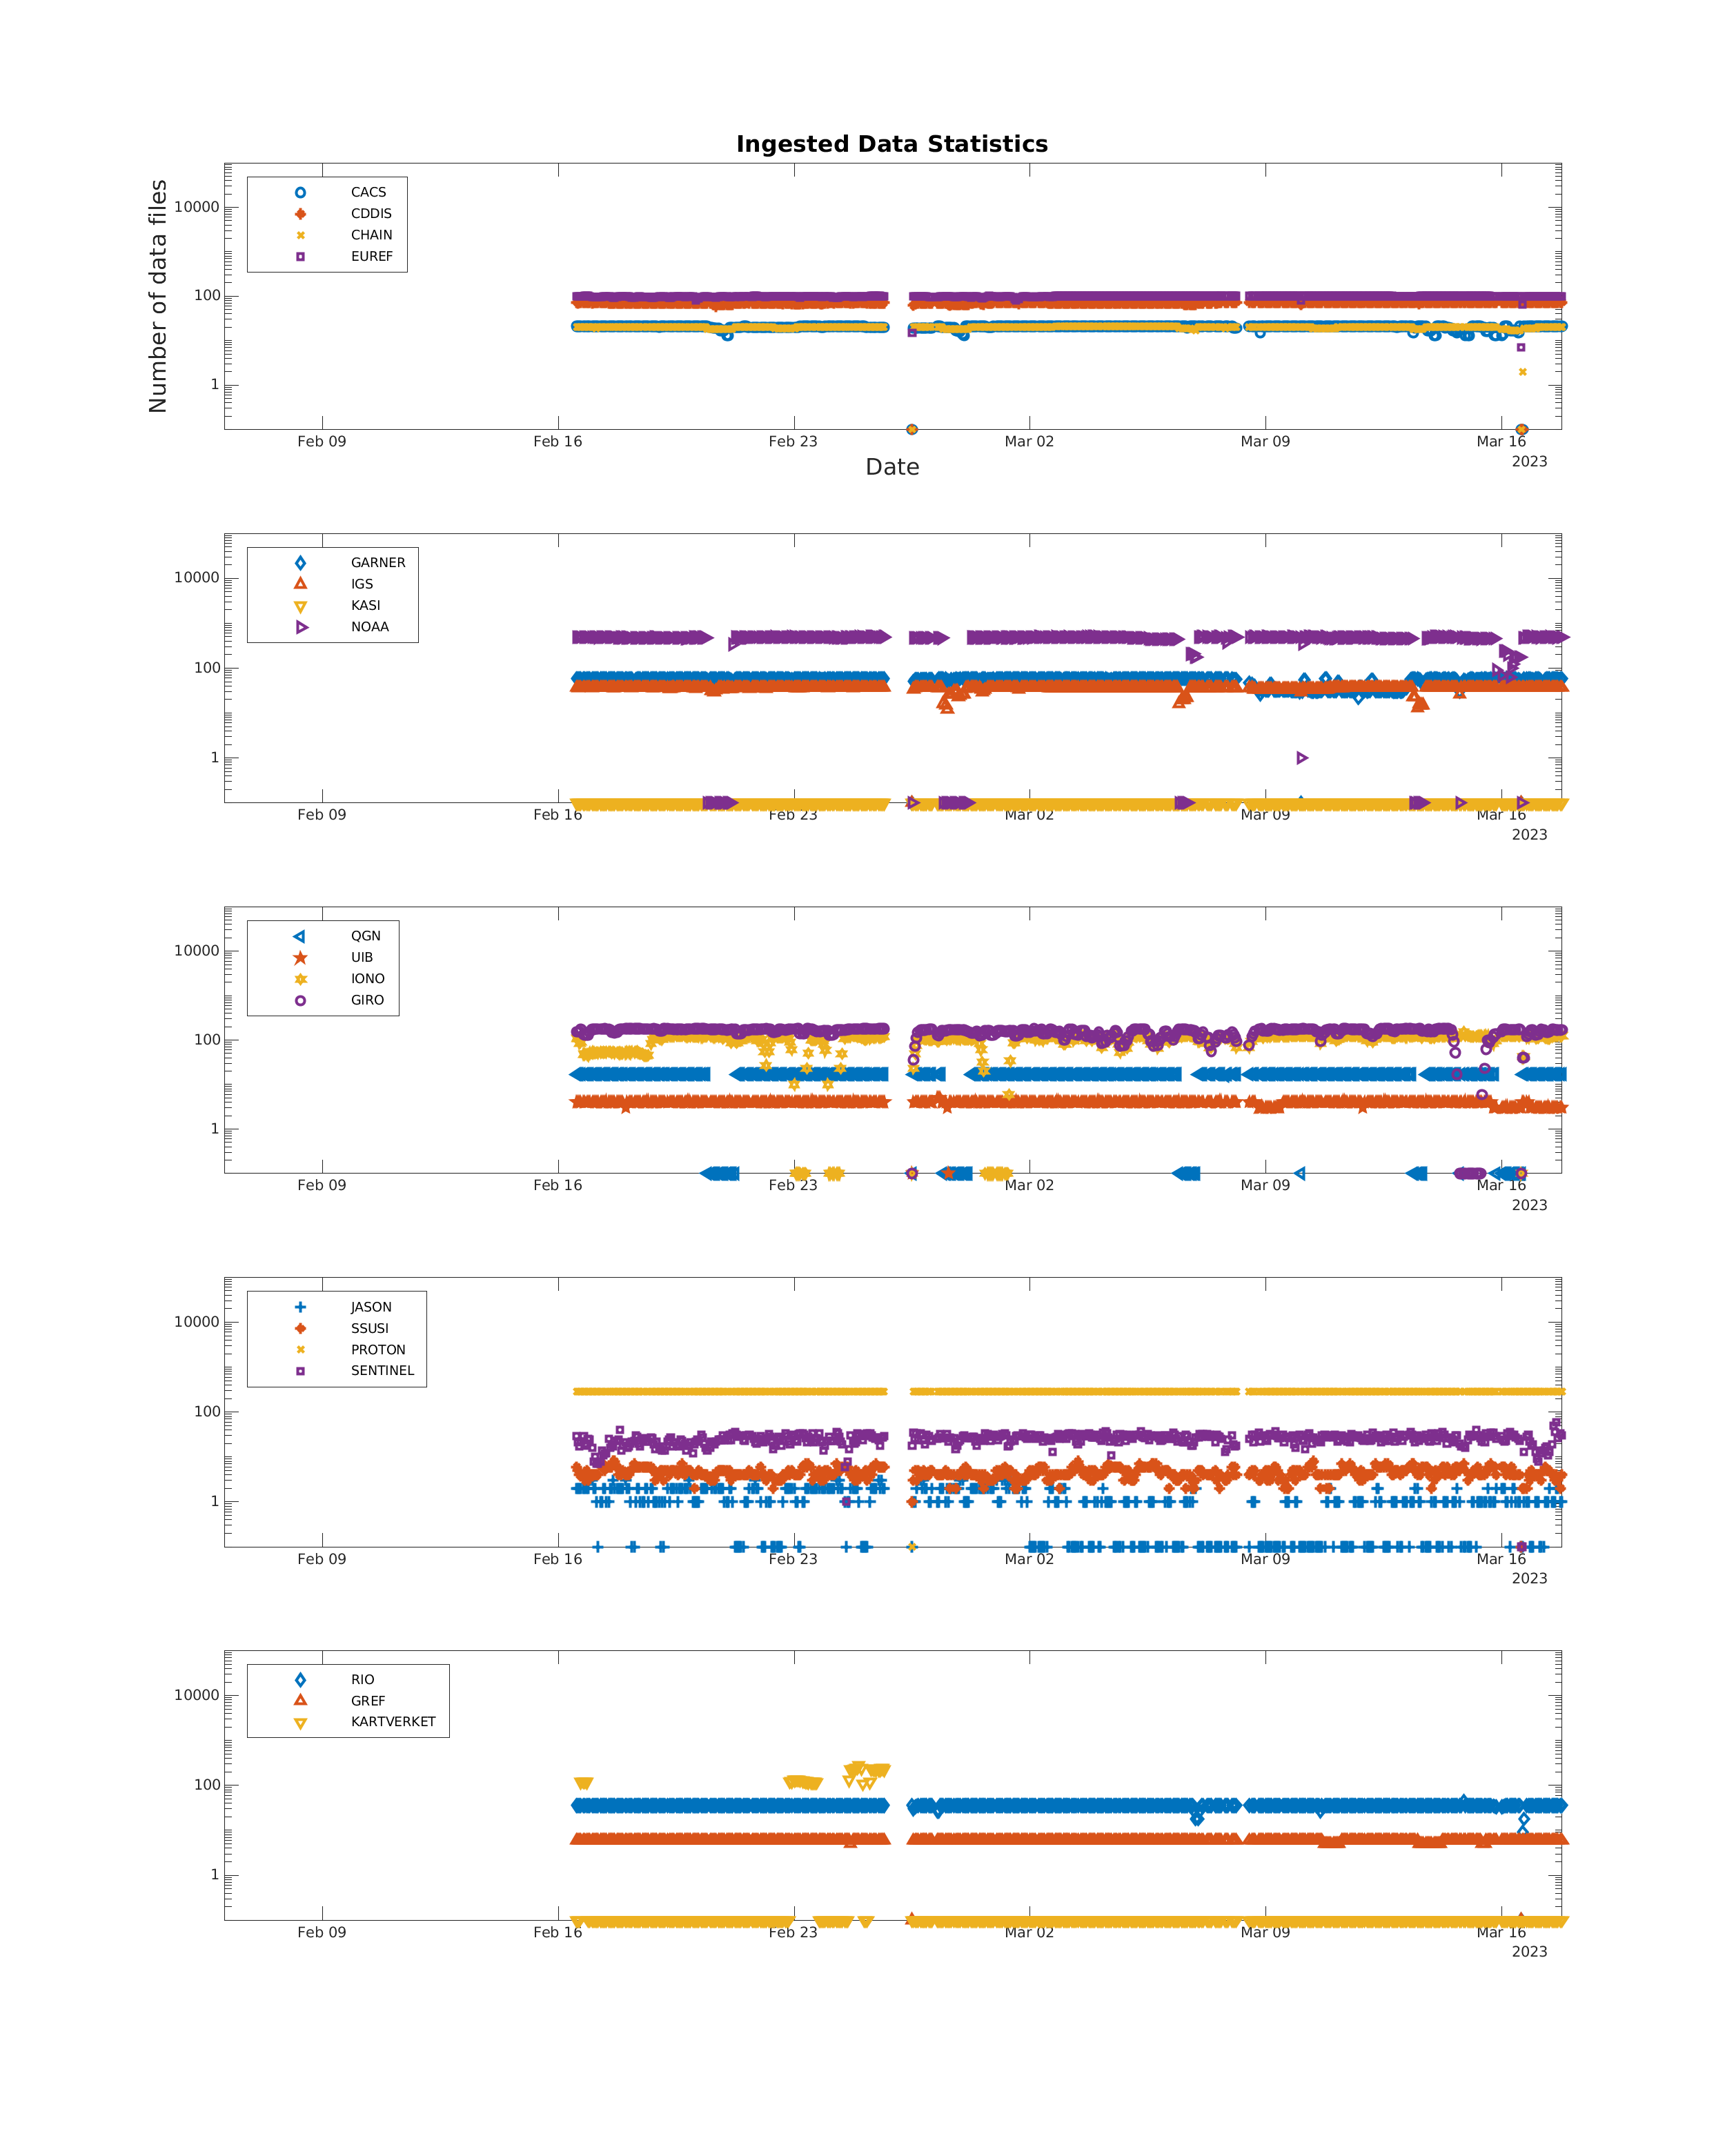 Ingested Data Statistics
Number of data files
CACS
CDDIS
CHAIN
EUREF
10000
100
1
Feb 09 Feb 16 Feb 23 Mar 02 Mar 09 Mar 16
2023
Date
GARNER
IGS
KASI
NOAA
10000
100
1
Feb 09 Feb 16 Feb 23 Mar 02 Mar 09 Mar 16
2023
QGN
UIB
IONO
GIRO
10000
100
1
Feb 09 Feb 16 Feb 23 Mar 02 Mar 09 Mar 16
2023
JASON
SSUSI
PROTON
SENTINEL
10000
100
1
Feb 09 Feb 16 Feb 23 Mar 02 Mar 09 Mar 16
2023
RIO
GREF
KARTVERKET
10000
100
1
Feb 09 Feb 16 Feb 23 Mar 02 Mar 09 Mar 16
2023